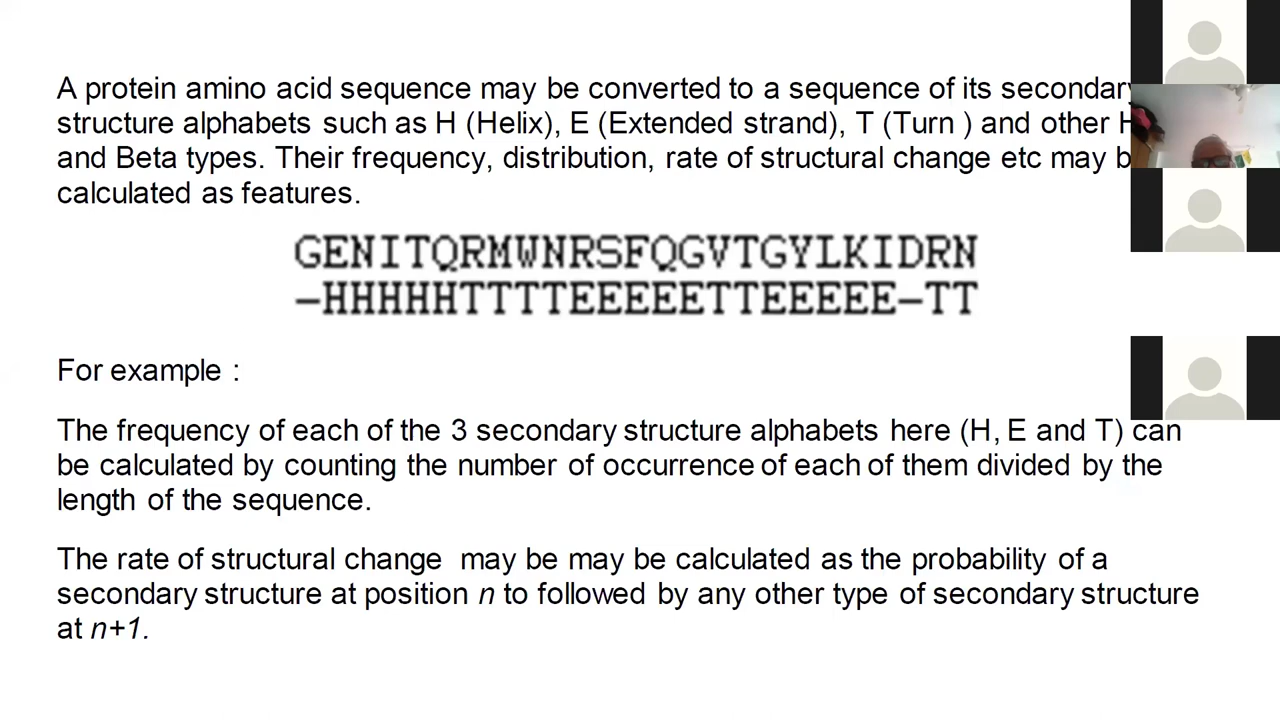 A protein amino acid sequence may be converted to a sequence of its secondary
structure alphabets such as H (Helix), E (Extended strand), T (Turn ) and other
and Beta types. Their frequency, distribution, rate of structural change etc may
calculated as features.
GENITQRMWNRSFQGVTGYLKIDRN
–HHHHHTTTTEEEEETTEEEEE–TT
For example :
The frequency of each of the 3 secondary structure alphabets here (H, E and T) can
be calculated by counting the number of occurrence of each of them divided by the
length of the sequence.
The rate of structural change may be may be calculated as the probability of a
secondary structure at position n to followed by any other type of secondary structure
at n+1.